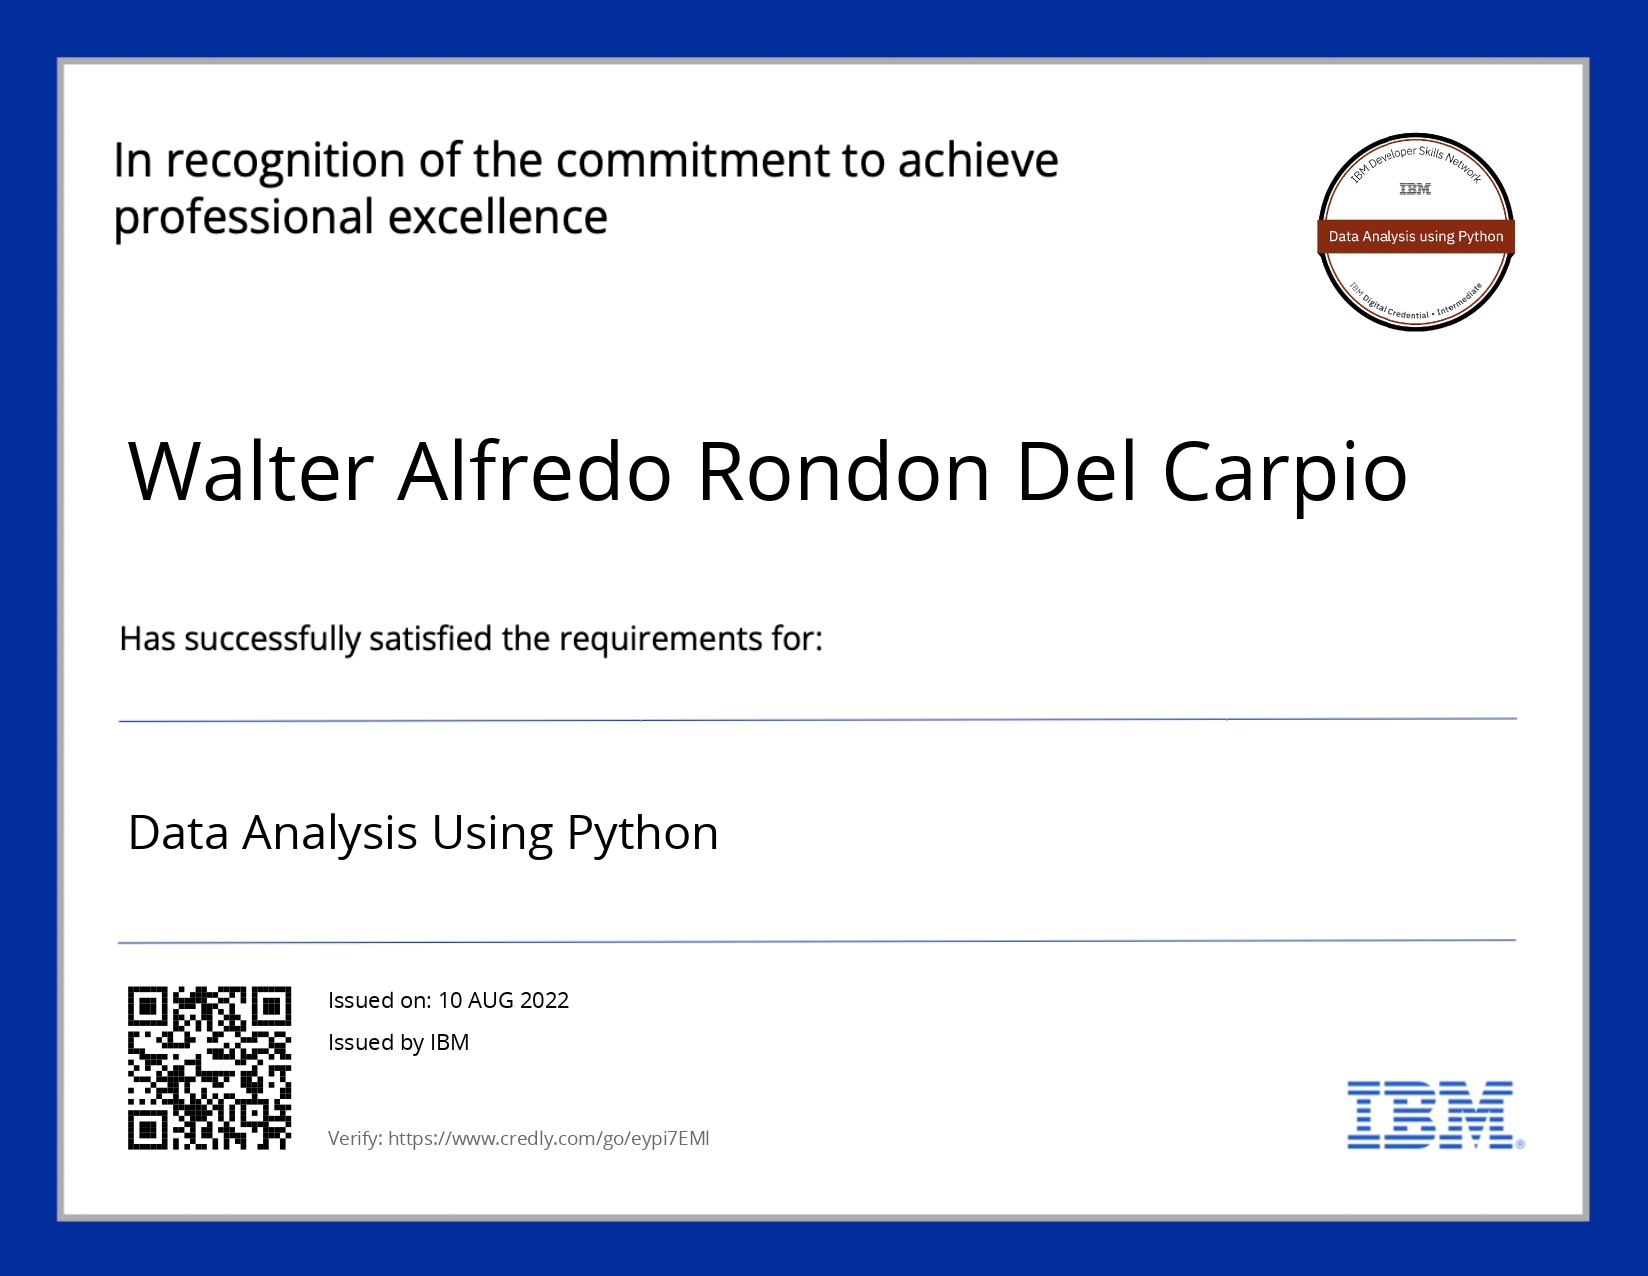 In recognition of the commitment to achieve
professional excellence
IBM Developer Skills Network
IBM
Data Analysis using Python
IBM Digital Credential • Intermediate
Walter Alfredo Rondon Del Carpio
Has successfully satisfied the requirements for:
Data Analysis Using Python
Issued on: 10 AUG 2022
Issued by IBM
Verify: https://www.credly.com/go/eypi7EMl
IBM®